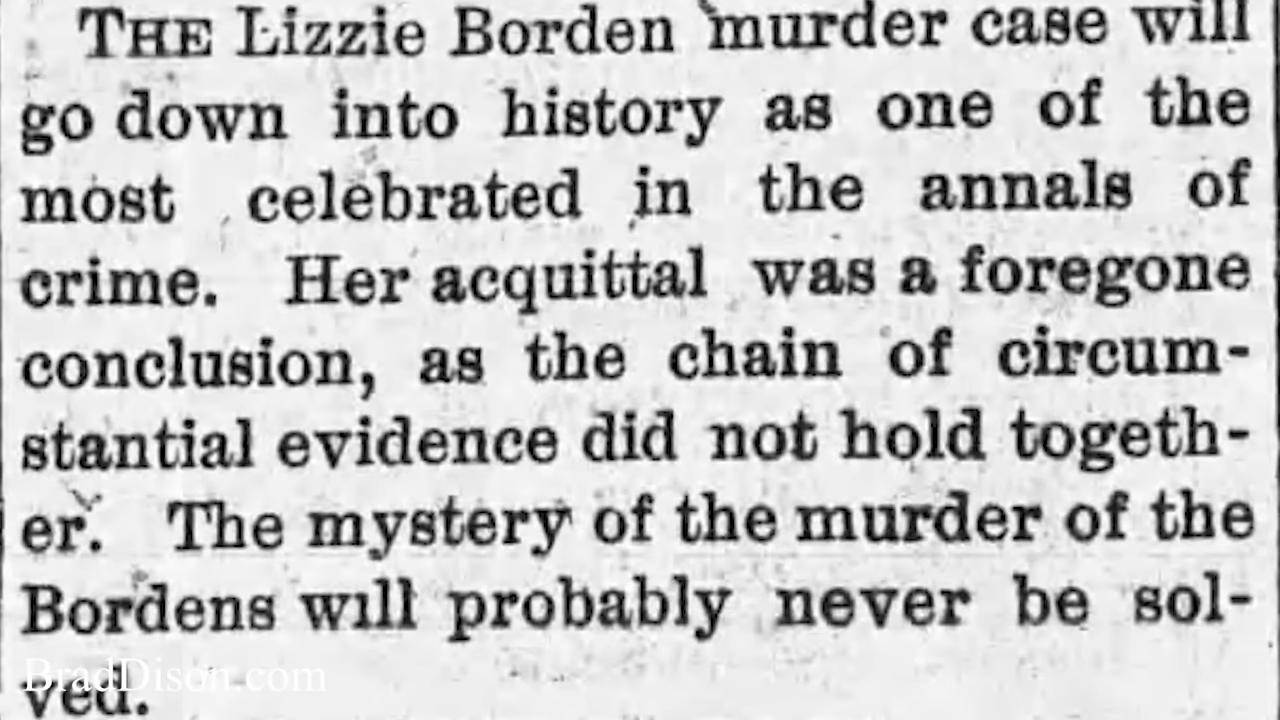 THE Lizzie Borden murder case will
go down into history as one of the
most celebrated in the annals of
crime. Her acquittal was a foregone
conclusion, as the chain of circum-
stantial evidence did not hold togeth-
er. The mystery of the murder of the
Bordens will probably never be sol-
ved.
BradDison.com